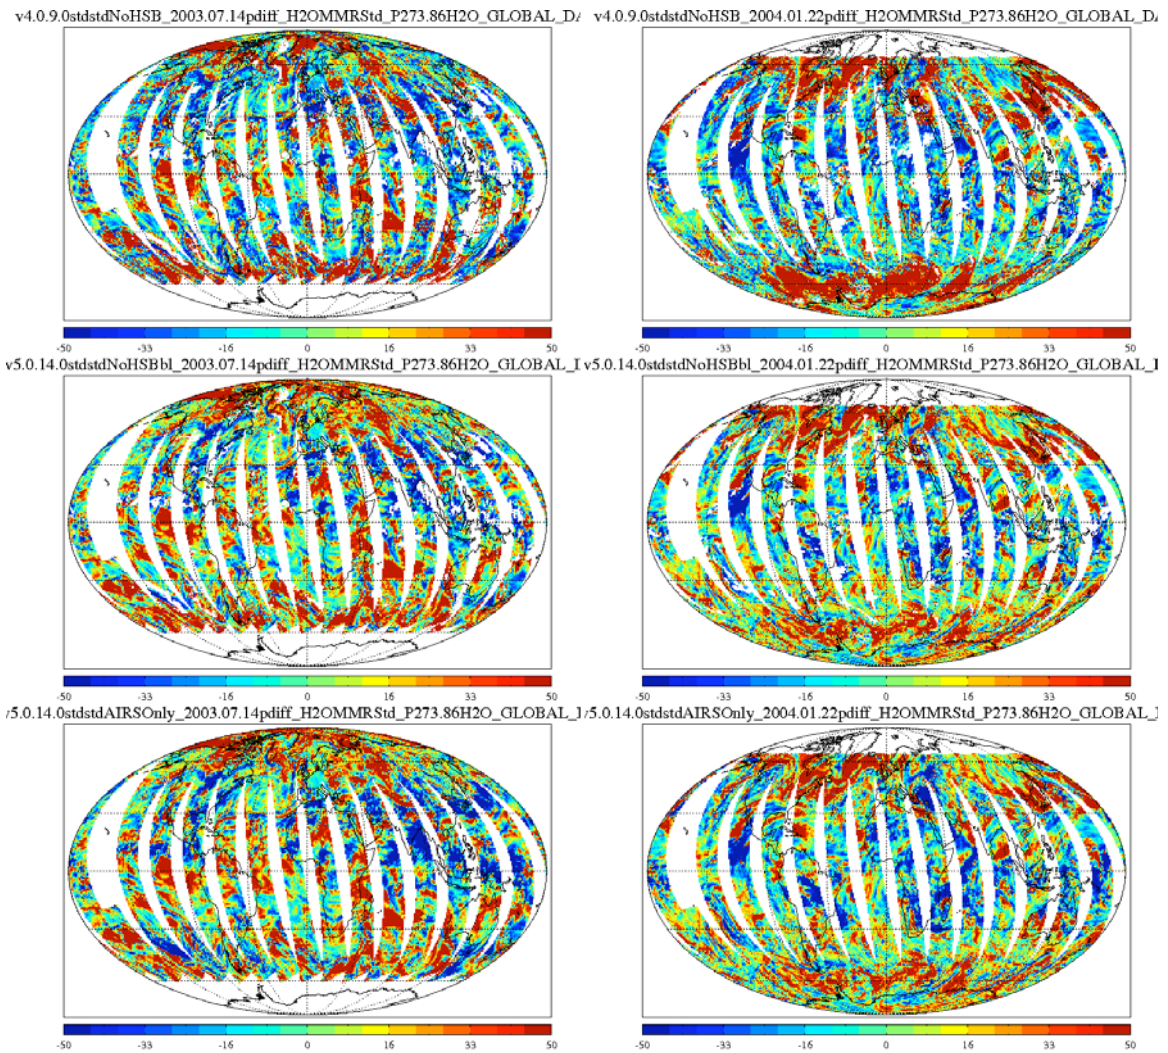 v4.0.9.0stdstdNoHSB_2003.07.14pdiff_H2OMMRStd_P273.86H2O_GLOBAL_DA
v4.0.9.0stdstdNoHSB_2004.01.22pdiff_H2OMMRStd_P273.86H2O_GLOBAL_DA
-50 -33 -16 0 16 33 50
-50 -33 -16 0 16 33 50
v5.0.14.0stdstdNoHSBbl_2003.07.14pdiff_H2OMMRStd_P273.86H2O_GLOBAL_D
v5.0.14.0stdstdNoHSBbl_2004.01.22pdiff_H2OMMRStd_P273.86H2O_GLOBAL_D
-50 -33 -16 0 16 33 50
-50 -33 -16 0 16 33 50
v5.0.14.0stdstdAIRSOnly_2003.07.14pdiff_H2OMMRStd_P273.86H2O_GLOBAL_
v5.0.14.0stdstdAIRSOnly_2004.01.22pdiff_H2OMMRStd_P273.86H2O_GLOBAL_
-50 -33 -16 0 16 33 50
-50 -33 -16 0 16 33 50